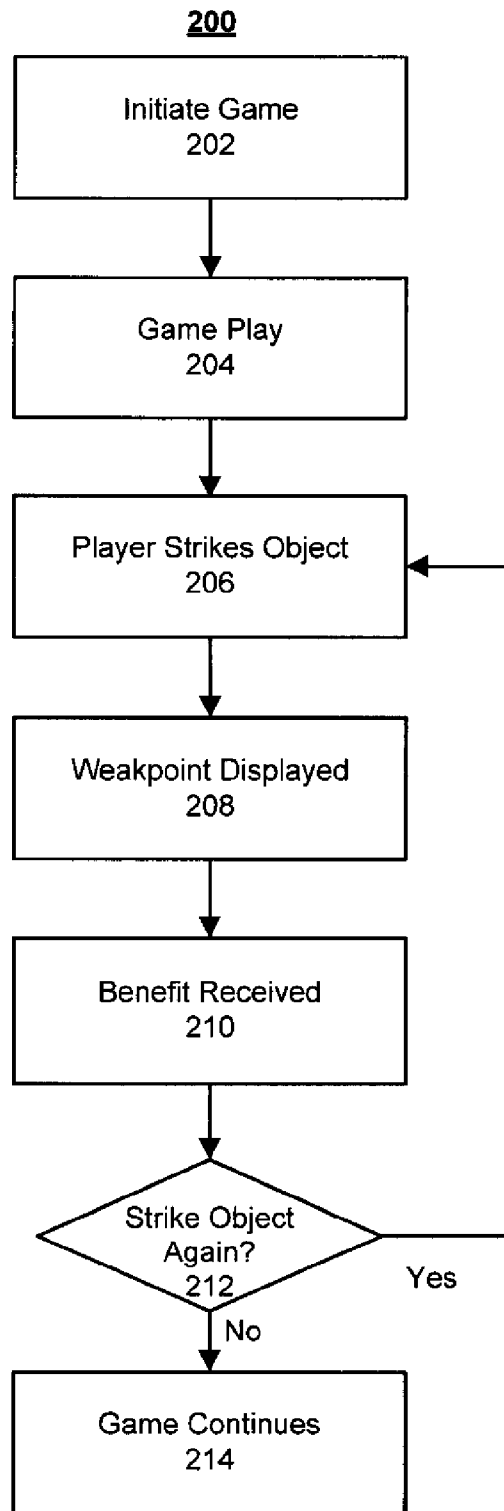 200
Initiate Game
202
Game Play
204
Player Strikes Object
206
Weakpoint Displayed
208
Benefit Received
210
Strike Object
Again?
212
Yes
No
Game Continues
214